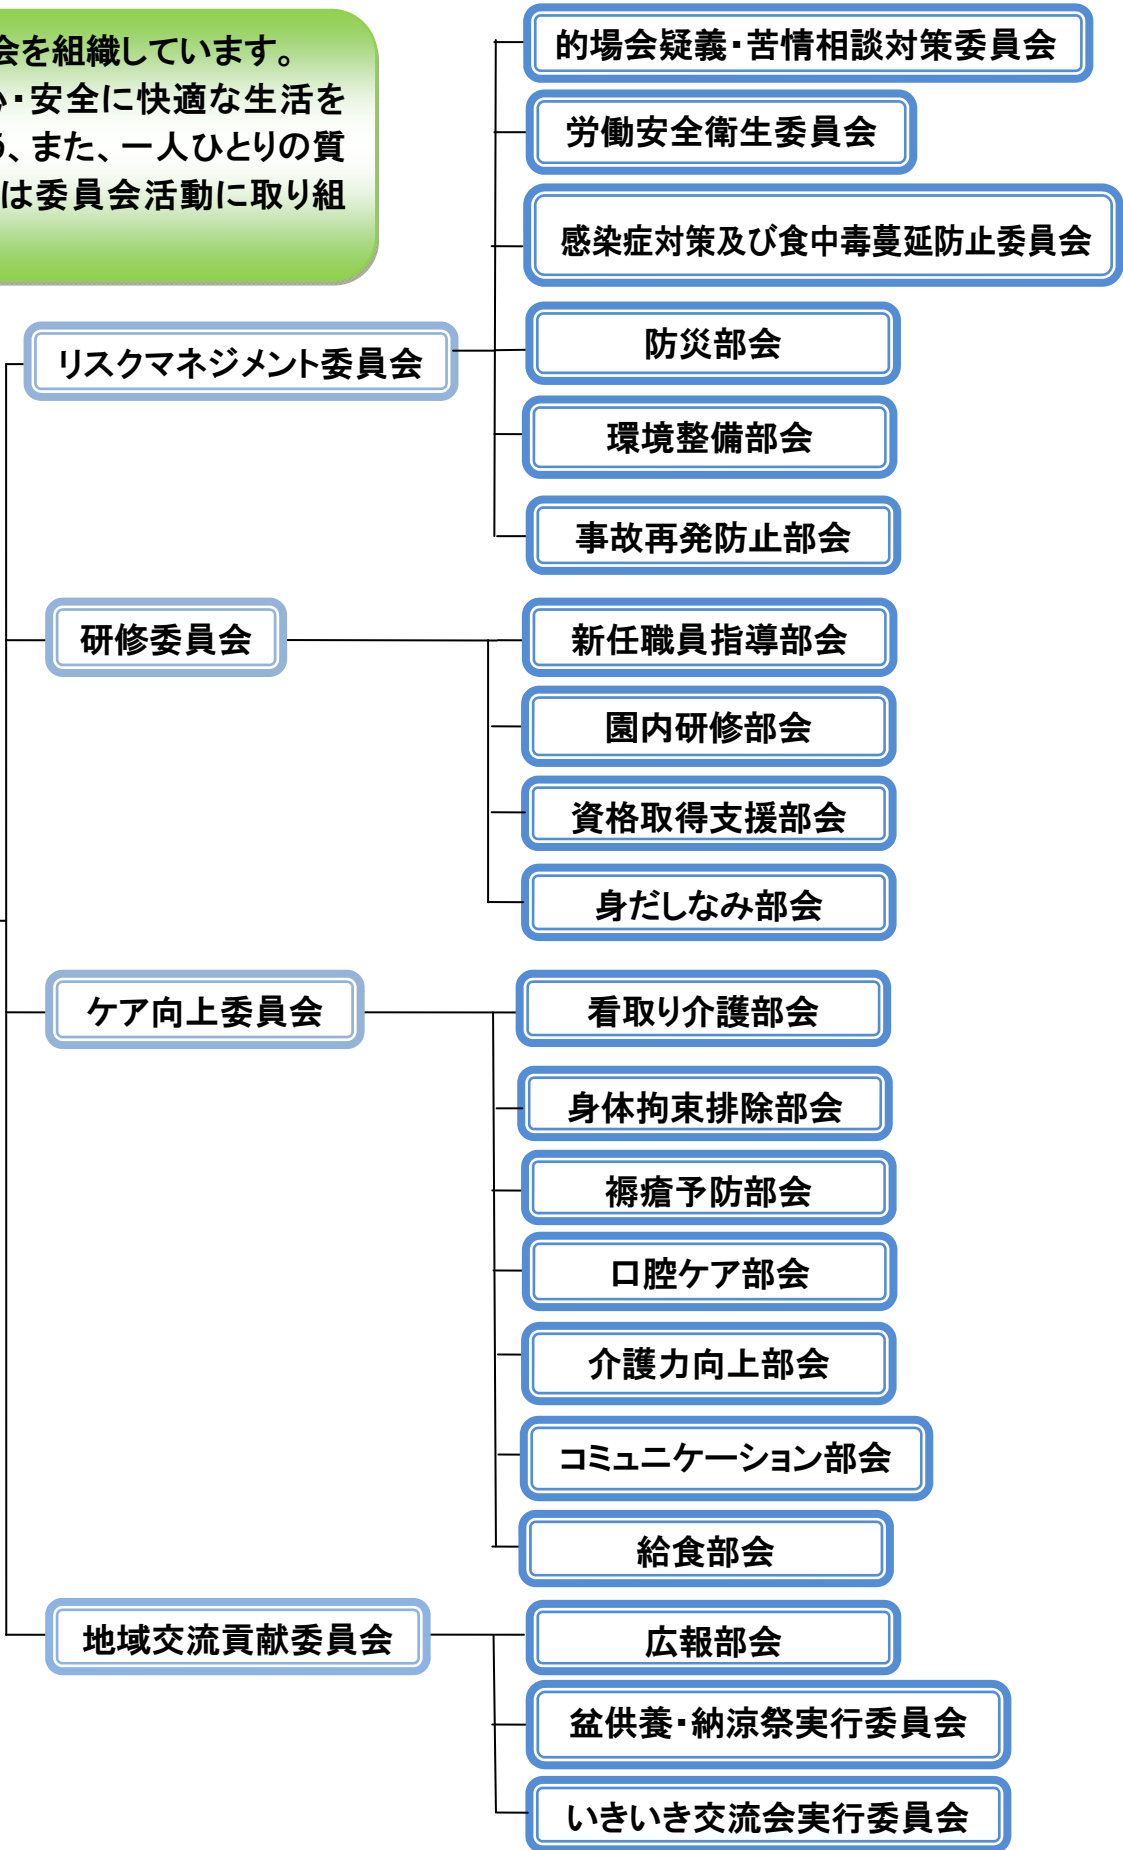 会を組織しています。
心・安全に快適な生活を
う、また、一人ひとりの質
は委員会活動に取り組
リスクマネジメント委員会
的場会疑義・苦情相談対策委員会
労働安全衛生委員会
感染症対策及び食中毒蔓延防止委員会
防災部会
環境整備部会
事故再発防止部会
研修委員会
新任職員指導部会
園内研修部会
資格取得支援部会
身だしなみ部会
ケア向上委員会
看取り介護部会
身体拘束排除部会
褥瘡予防部会
口腔ケア部会
介護力向上部会
コミュニケーション部会
給食部会
地域交流貢献委員会
広報部会
盆供養・納涼祭実行委員会
いきいき交流会実行委員会